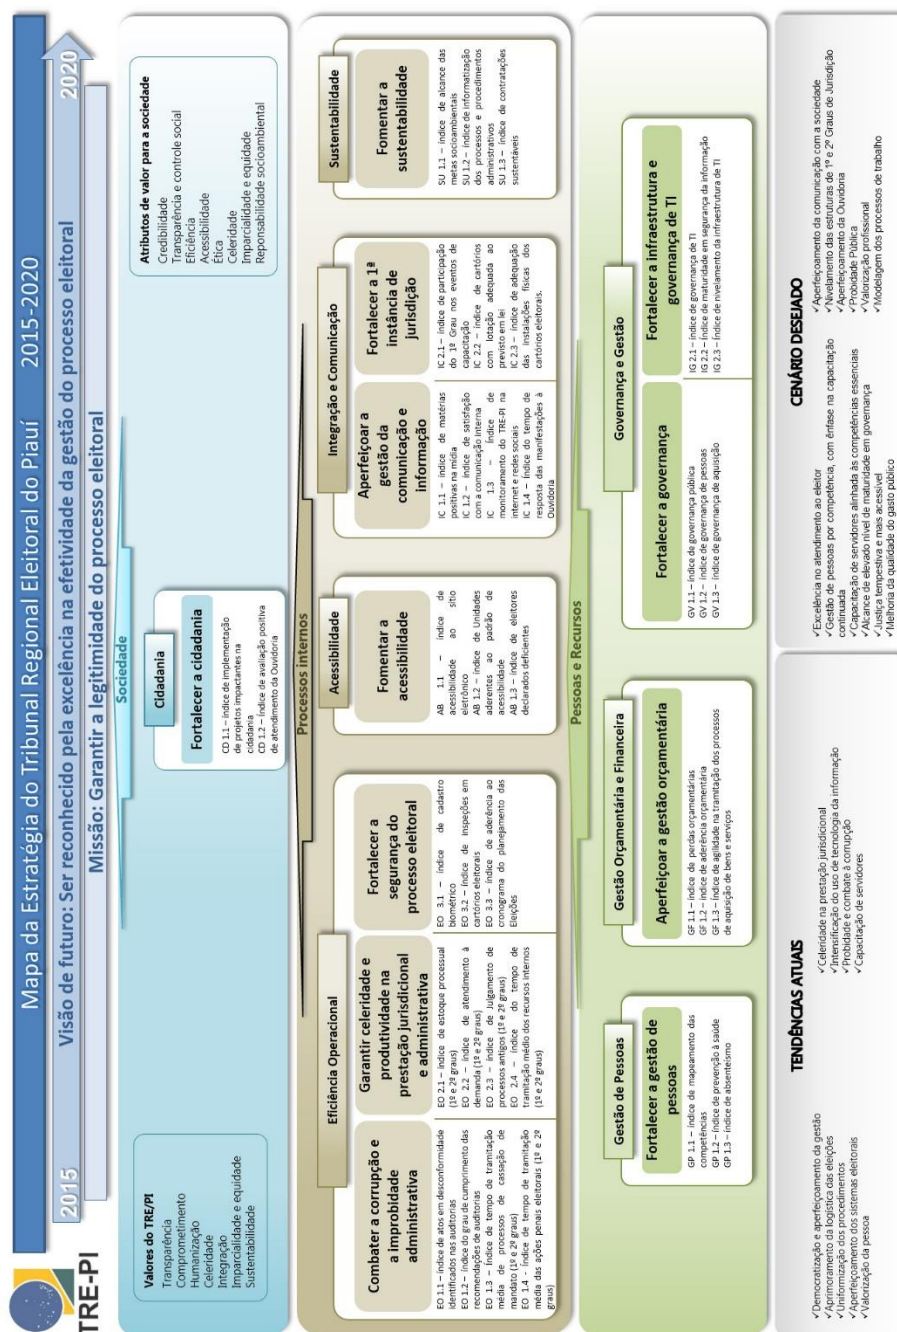 TRE-PI
Mapa da Estratégia do Tribunal Regional Eleitoral do Piauí 2015-2020
2015
Visão de futuro: Ser reconhecido pela excelência na efetividade da gestão do processo eleitoral
2020
Missão: Garantir a legitimidade do processo eleitoral
Sociedade
Valores do TRE/PI
Transparência
Comprometimento
Humanização
Celeridade
Integração
Imparcialidade e equidade
Sustentabilidade
Cidadania
Fortalecer a cidadania
CD 1.1 – índice de implementação
de projetos impactantes na
cidadania
CD 1.2 – índice de avaliação positiva
de atendimento da Ouvidoria
Atributos de valor para a sociedade
Credibilidade
Transparência e controle social
Eficiência
Acessibilidade
Ética
Celeridade
Imparcialidade e equidade
Responsabilidade socioambiental
Processos internos
Eficiência Operacional
Combater a corrupção e
a improbidade
administrativa
EO 1.1 – índice de atos em desconformidade
identificados nas auditorias
EO 1.2 – índice do grau de cumprimento das
recomendações de auditorias
EO 1.3 – índice de tempo de tramitação
média de processos de cassação de
mandato (1º e 2º graus)
EO 1.4 - índice de tempo de tramitação
média das ações penais eleitorais (1º e 2º
graus)
Garantir celeridade e
produtividade na
prestação jurisdicional
e administrativa
EO 2.1 – índice de estoque processual
(1º e 2º graus)
EO 2.2 – índice de atendimento à
demanda (1º e 2º graus)
EO 2.3 – índice de Julgamento de
processos antigos (1º e 2º graus)
EO 2.4 – índice do tempo de
tramitação médio dos recursos internos
(1º e 2º graus)
Fortalecer a
segurança do
processo eleitoral
EO 3.1 – índice de cadastro
biométrico
EO 3.2 – índice de inspeções em
cartórios eleitorais
EO 3.3 – índice de aderência ao
cronograma do planejamento das
Eleições
Acessibilidade
Fomentar a
acessibilidade
AB 1.1 – índice de
acessibilidade ao sítio
eletrônico
AB 1.2 – índice de Unidades
aderentes ao padrão de
acessibilidade
AB 1.3 – índice de eleitores
declarados deficientes
Integração e Comunicação
Aperfeiçoar a
gestão da
comunicação e
informação
IC 1.1 – índice de matérias
positivas na mídia
IC 1.2 – índice de satisfação
com a comunicação interna
IC 1.3 – índice de
monitoramento do TRE-PI na
internet e redes sociais
IC 1.4 – índice do tempo de
resposta das manifestações à
Ouvidoria
Fortalecer a 1ª
instância de
jurisdição
IC 2.1 – índice de participação
do 1º Grau nos eventos de
capacitação
IC 2.2 – índice de cartórios
com lotação adequada ao
previsto em lei
IC 2.3 – índice de adequação
das instalações físicas dos
cartórios eleitorais.
Sustentabilidade
Fomentar a
sustentabilidade
SU 1.1 – índice de alcance das
metas socioambientais
SU 1.2 – índice de informatização
dos processos e procedimentos
administrativos
SU 1.3 – índice de contratações
sustentáveis
Pessoas e Recursos
Gestão de Pessoas
Fortalecer a gestão de
pessoas
GP 1.1 – índice de mapeamento das
competências
GP 1.2 – índice de prevenção à saúde
GP 1.3 – índice de absenteísmo
Gestão Orçamentária e Financeira
Aperfeiçoar a gestão orçamentária
GF 1.1 – índice de perdas orçamentárias
GF 1.2 – índice de aderência orçamentária
GF 1.3 – índice de agilidade na tramitação dos processos
de aquisição de bens e serviços
Governança e Gestão
Fortalecer a governança
GV 1.1 – índice de governança pública
GV 1.2 – índice de governança de pessoas
GV 1.3 – índice de governança de aquisição
Fortalecer a infraestrutura e
governança de TI
IG 2.1 – índice de governança de TI
IG 2.2 – índice de maturidade em segurança da informação
IG 2.3 – índice de nivelamento da infraestrutura de TI
TENDÊNCIAS ATUAIS
✓Democratização e aperfeiçoamento da gestão
✓Aprimoramento da logística das eleições
✓Uniformização dos procedimentos
✓Aperfeiçoamento dos sistemas eleitorais
✓Valorização da pessoa
✓Celeridade na prestação jurisdicional
✓Intensificação do uso de tecnologia da informação
✓Probidade e combate à corrupção
✓Capacitação de servidores
CENÁRIO DESEJADO
✓Excelência no atendimento ao eleitor
✓Gestão de pessoas por competência, com ênfase na capacitação
continuada
✓Capacitação de servidores alinhada às competências essenciais
✓Alcance de elevado nível de maturidade em governança
✓Justiça tempestiva e mais acessível
✓Melhoria da qualidade do gasto público
✓Aperfeiçoamento da comunicação com a sociedade
✓Nivelamento das estruturas de 1º e 2º Graus de Jurisdição
✓Aperfeiçoamento da Ouvidoria
✓Probidade Pública
✓Valorização profissional
✓Modelagem dos processos de trabalho